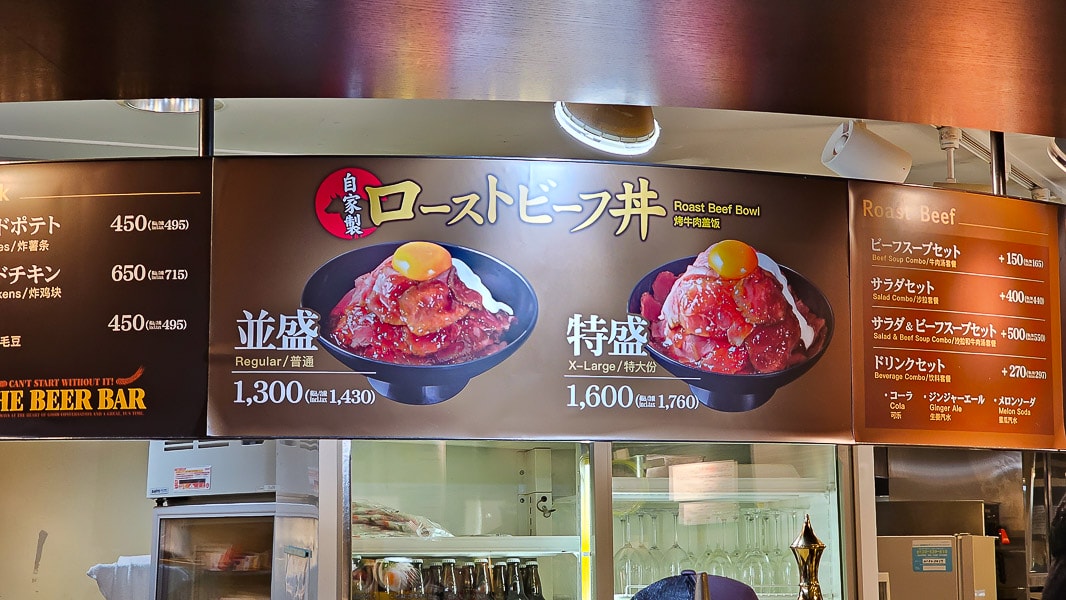 k
ドポテト 450(税込495)
es/炸薯条
ドチキン 650(税込715)
kens/炸鸡块
450(税込495)
毛豆
CAN'T START WITHOUT IT!
HE BEER BAR
自家製
ローストビーフ丼
Roast Beef Bowl
烤牛肉盖饭
並盛
Regular/普通
1,300(税込/含税 incl.tax 1,430)
特盛
X-Large/特大份
1,600(税込/含税 incl.tax 1,760)
Roast Beef
ビーフスープセット +150(税込165)
Beef Soup Combo/牛肉汤套餐
サラダセット +400(税込440)
Salad Combo/沙拉套餐
サラダ&ビーフスープセット +500(税込550)
Salad & Beef Soup Combo/沙拉和牛肉汤套餐
ドリンクセット +270(税込297)
Beverage Combo/饮料套餐
・コーラ ・ジンジャーエール ・メロンソーダ
Cola Ginger Ale Melon Soda
可乐 生姜汽水 蜜瓜汽水